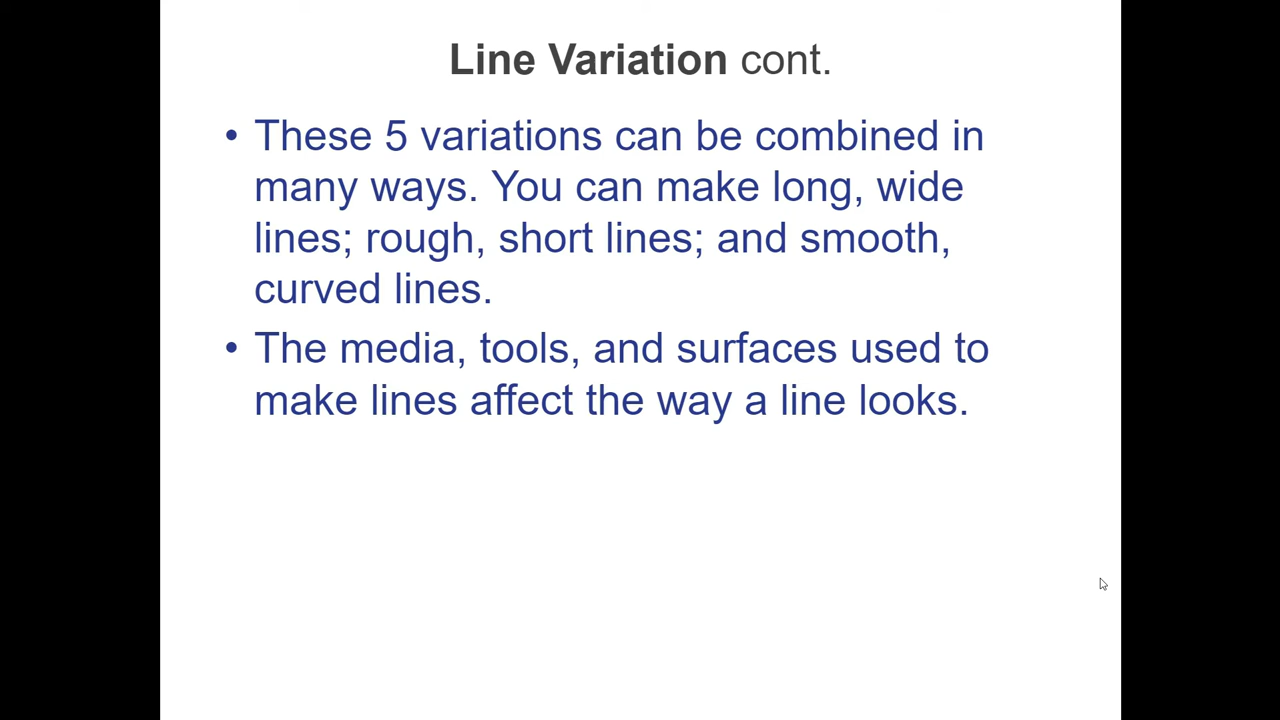 Line Variation cont.
• These 5 variations can be combined in
many ways. You can make long, wide
lines; rough, short lines; and smooth,
curved lines.
• The media, tools, and surfaces used to
make lines affect the way a line looks.